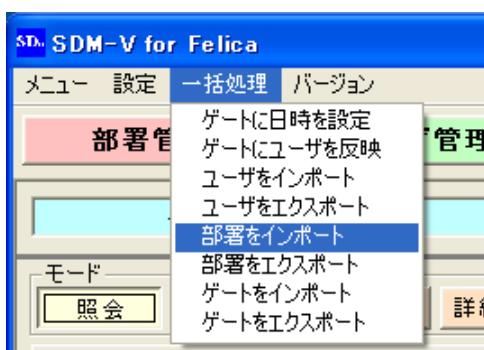 SDM-V for Felica
メニュー 設定 一括処理 バージョン
ゲートに日時を設定
ゲートにユーザを反映
ユーザをインポート
ユーザをエクスポート
部署をインポート
部署をエクスポート
ゲートをインポート
ゲートをエクスポート
部署管
管理
モード
照会
詳